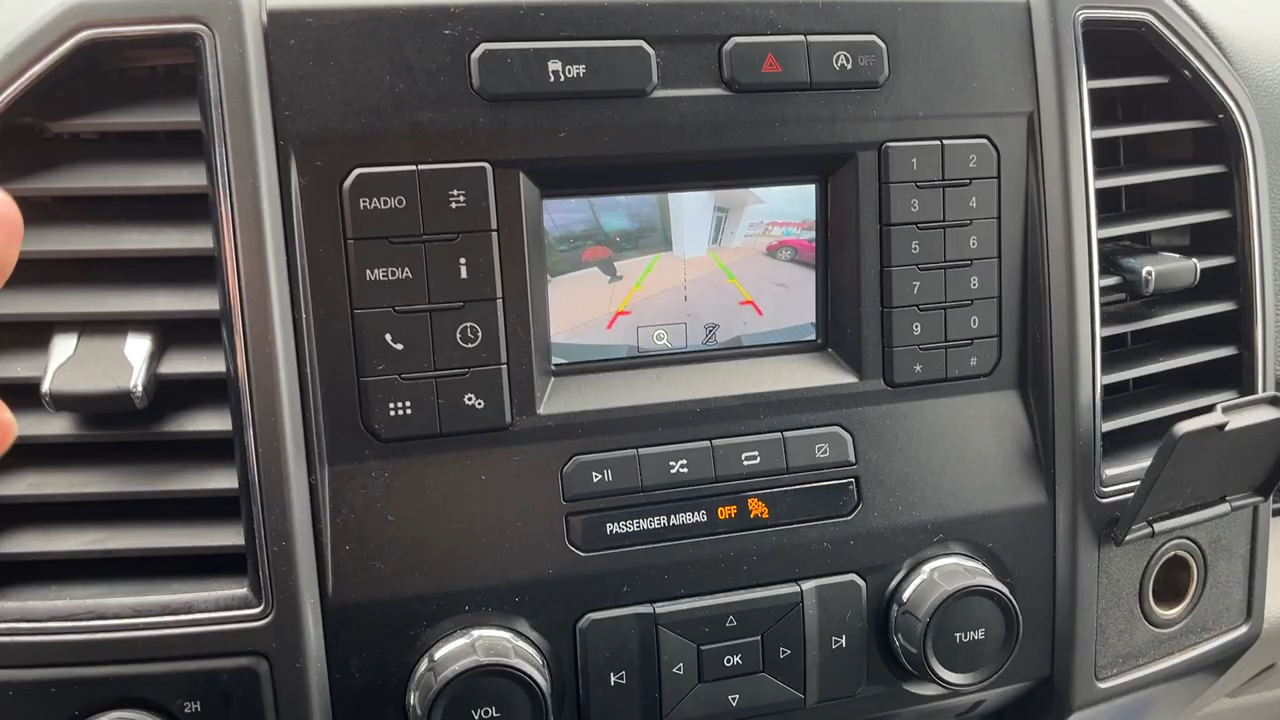 OFF
A OFF
RADIO
MEDIA
i
1 2
3 4
5 6
7 8
9 0
* #
PASSENGER AIRBAG OFF 2
OK
TUNE
VOL
2H